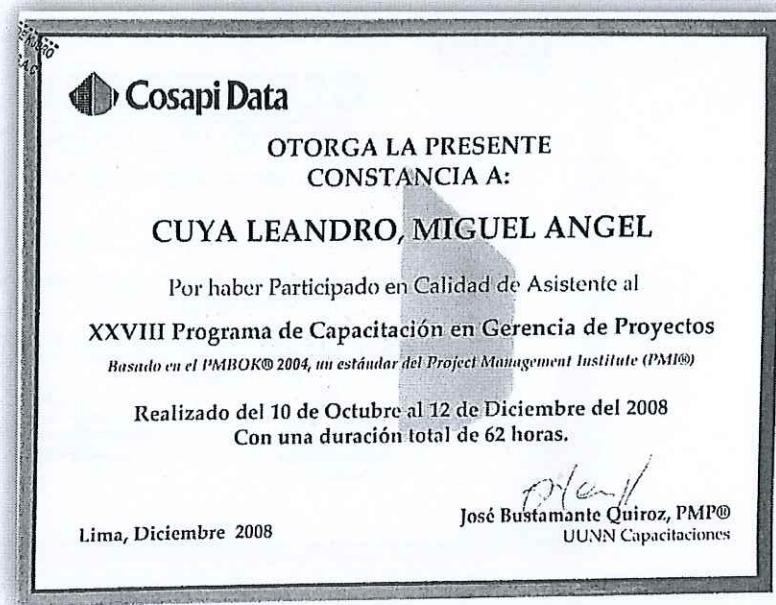 Cosapi Data
OTORGA LA PRESENTE
CONSTANCIA A:
CUYA LEANDRO, MIGUEL ANGEL
Por haber Participado en Calidad de Asistente al
XXVIII Programa de Capacitación en Gerencia de Proyectos
Basado en el PMBOK® 2004, un estándar del Project Management Institute (PMI®)
Realizado del 10 de Octubre al 12 de Diciembre del 2008
Con una duración total de 62 horas.
José Bustamante Quiroz, PMP®
UUNN Capacitaciones
Lima, Diciembre 2008